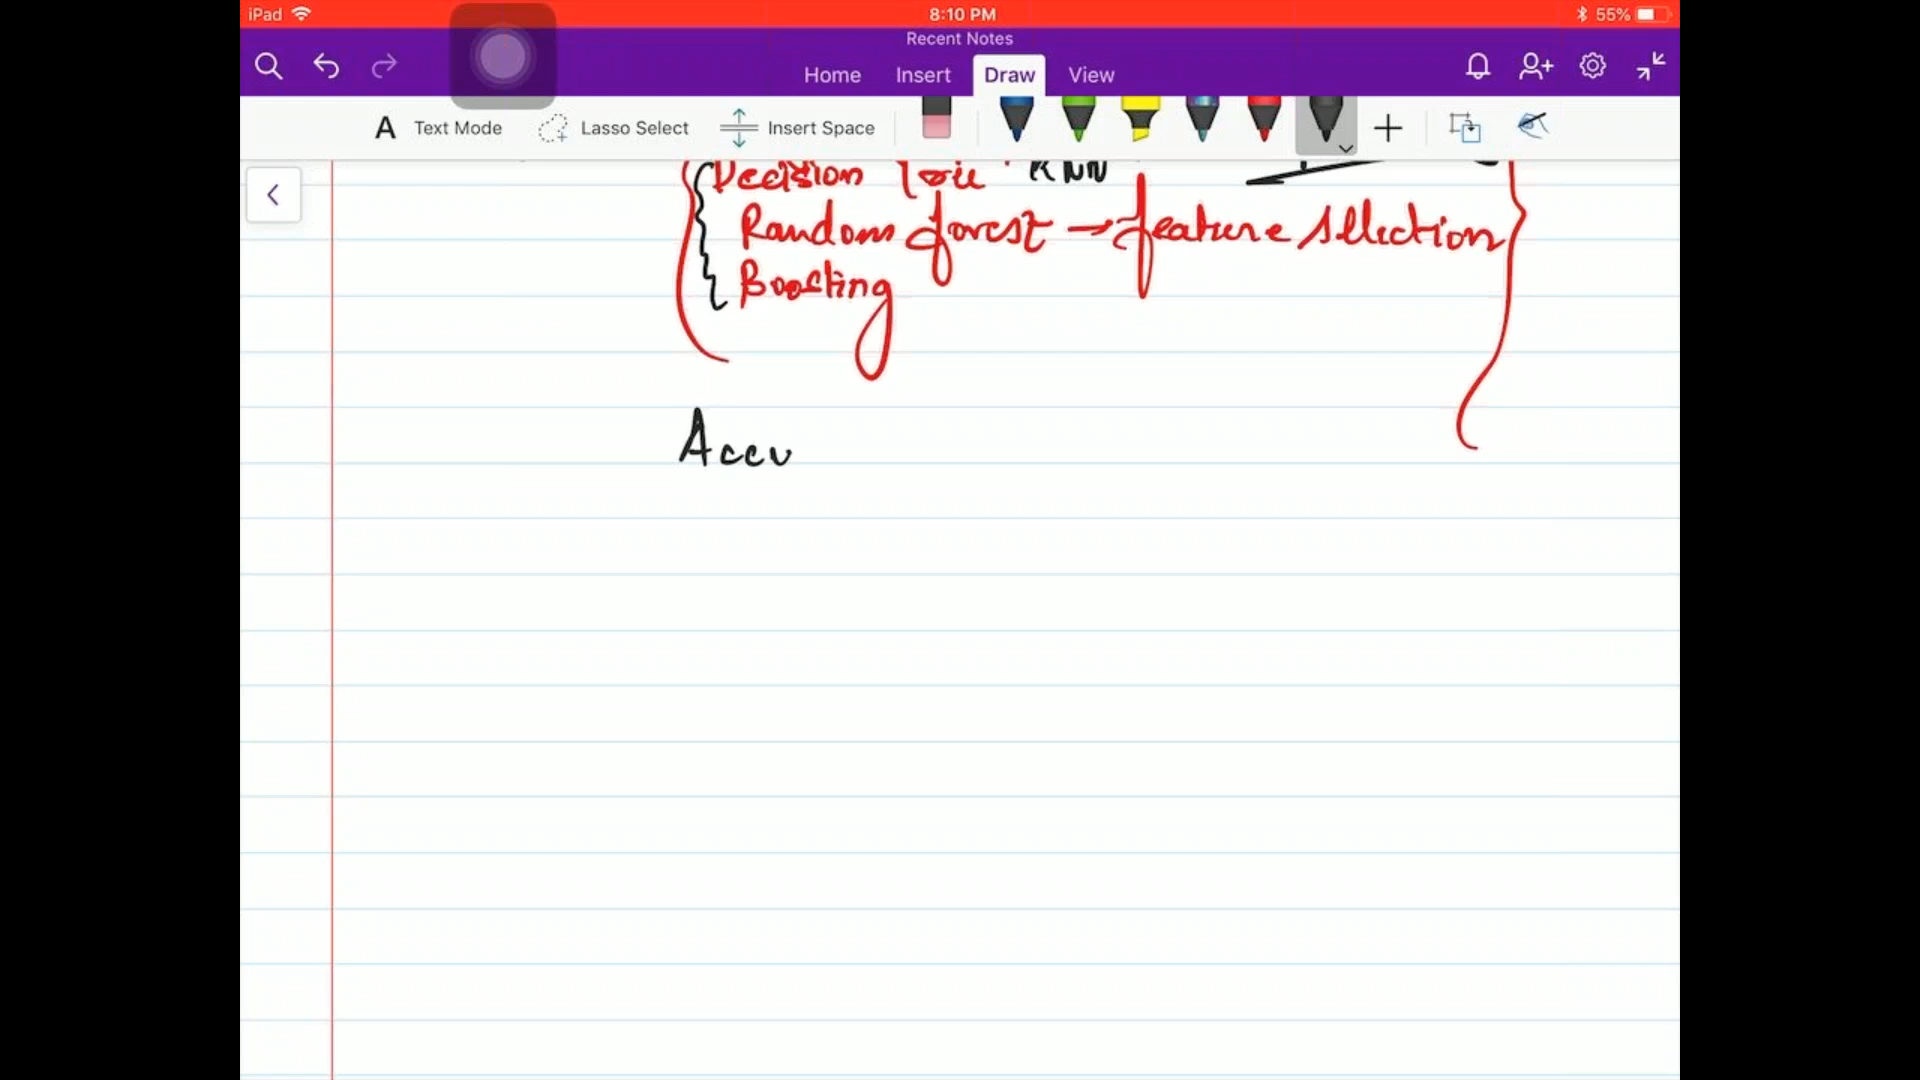 iPad 8:10 PM 55%
Recent Notes
Home Insert Draw View
A Text Mode Lasso Select Insert Space
Decision Tree KNN
Random forest → feature selection
Boosting
Accu